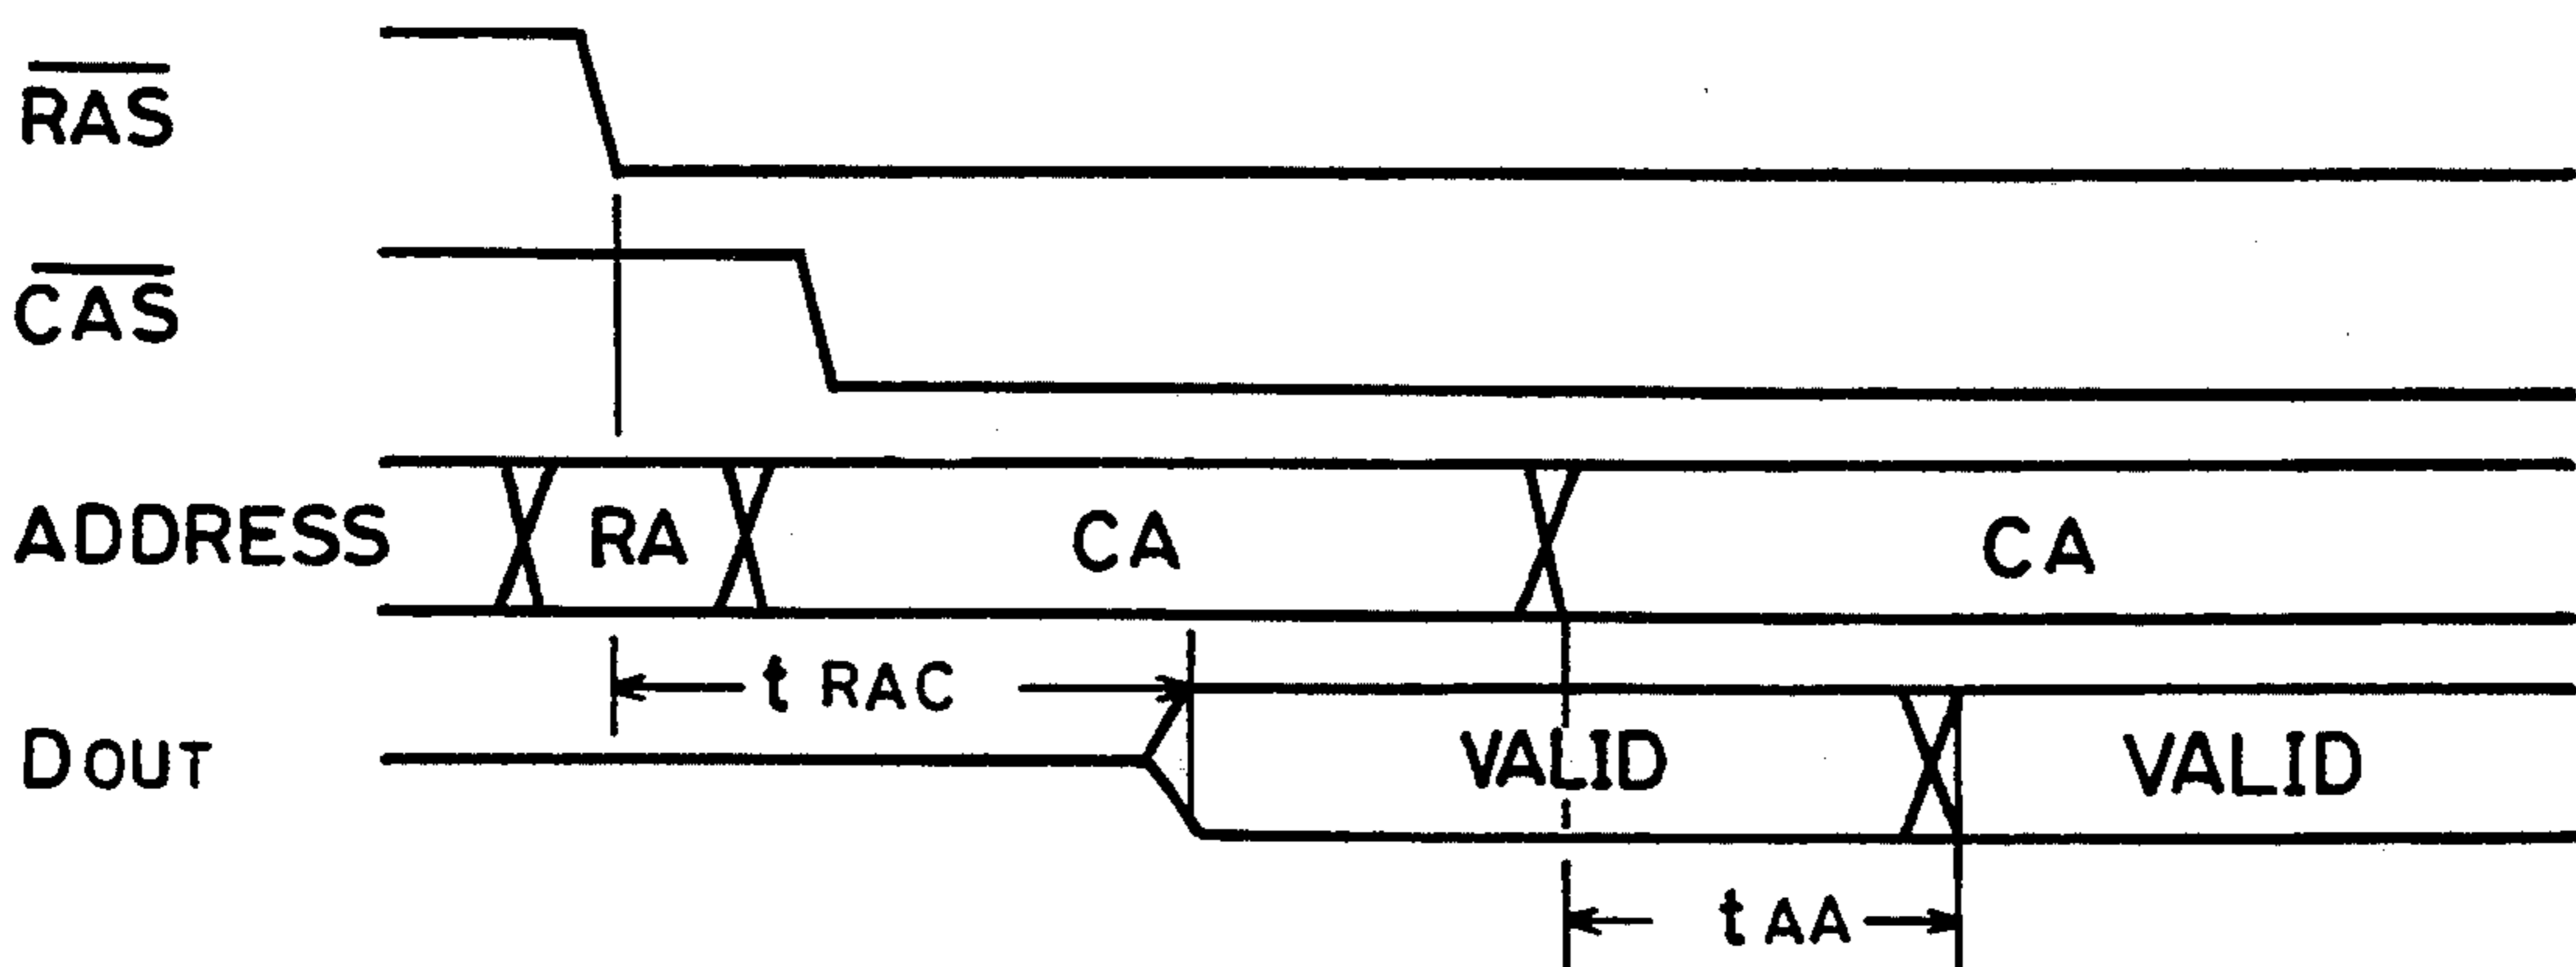 RAS
CAS
ADDRESS RA CA CA
t RAC
DOUT VALID VALID
t AA